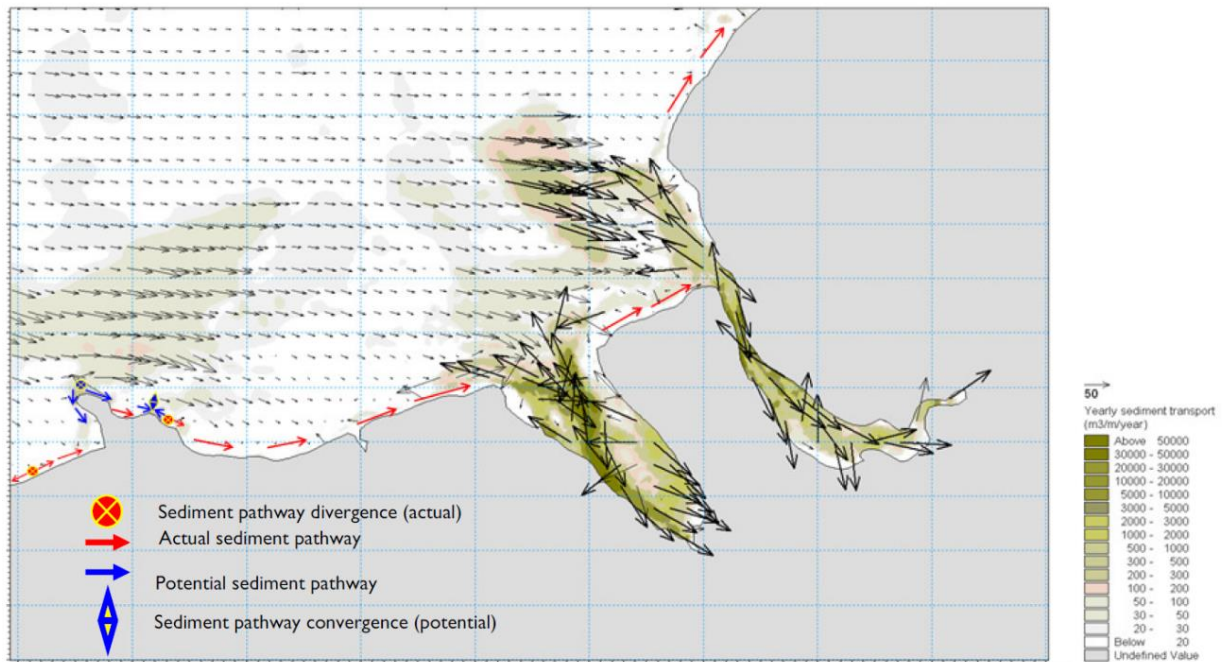 Sediment pathway divergence (actual)
Actual sediment pathway
Potential sediment pathway
Sediment pathway convergence (potential)
50
Yearly sediment transport
(m3/m/year)
Above 50000
30000 - 50000
20000 - 30000
10000 - 20000
5000 - 10000
3000 - 5000
2000 - 3000
1000 - 2000
500 - 1000
300 - 500
200 - 300
100 - 200
50 - 100
30 - 50
20 - 30
Below 20
Undefined Value